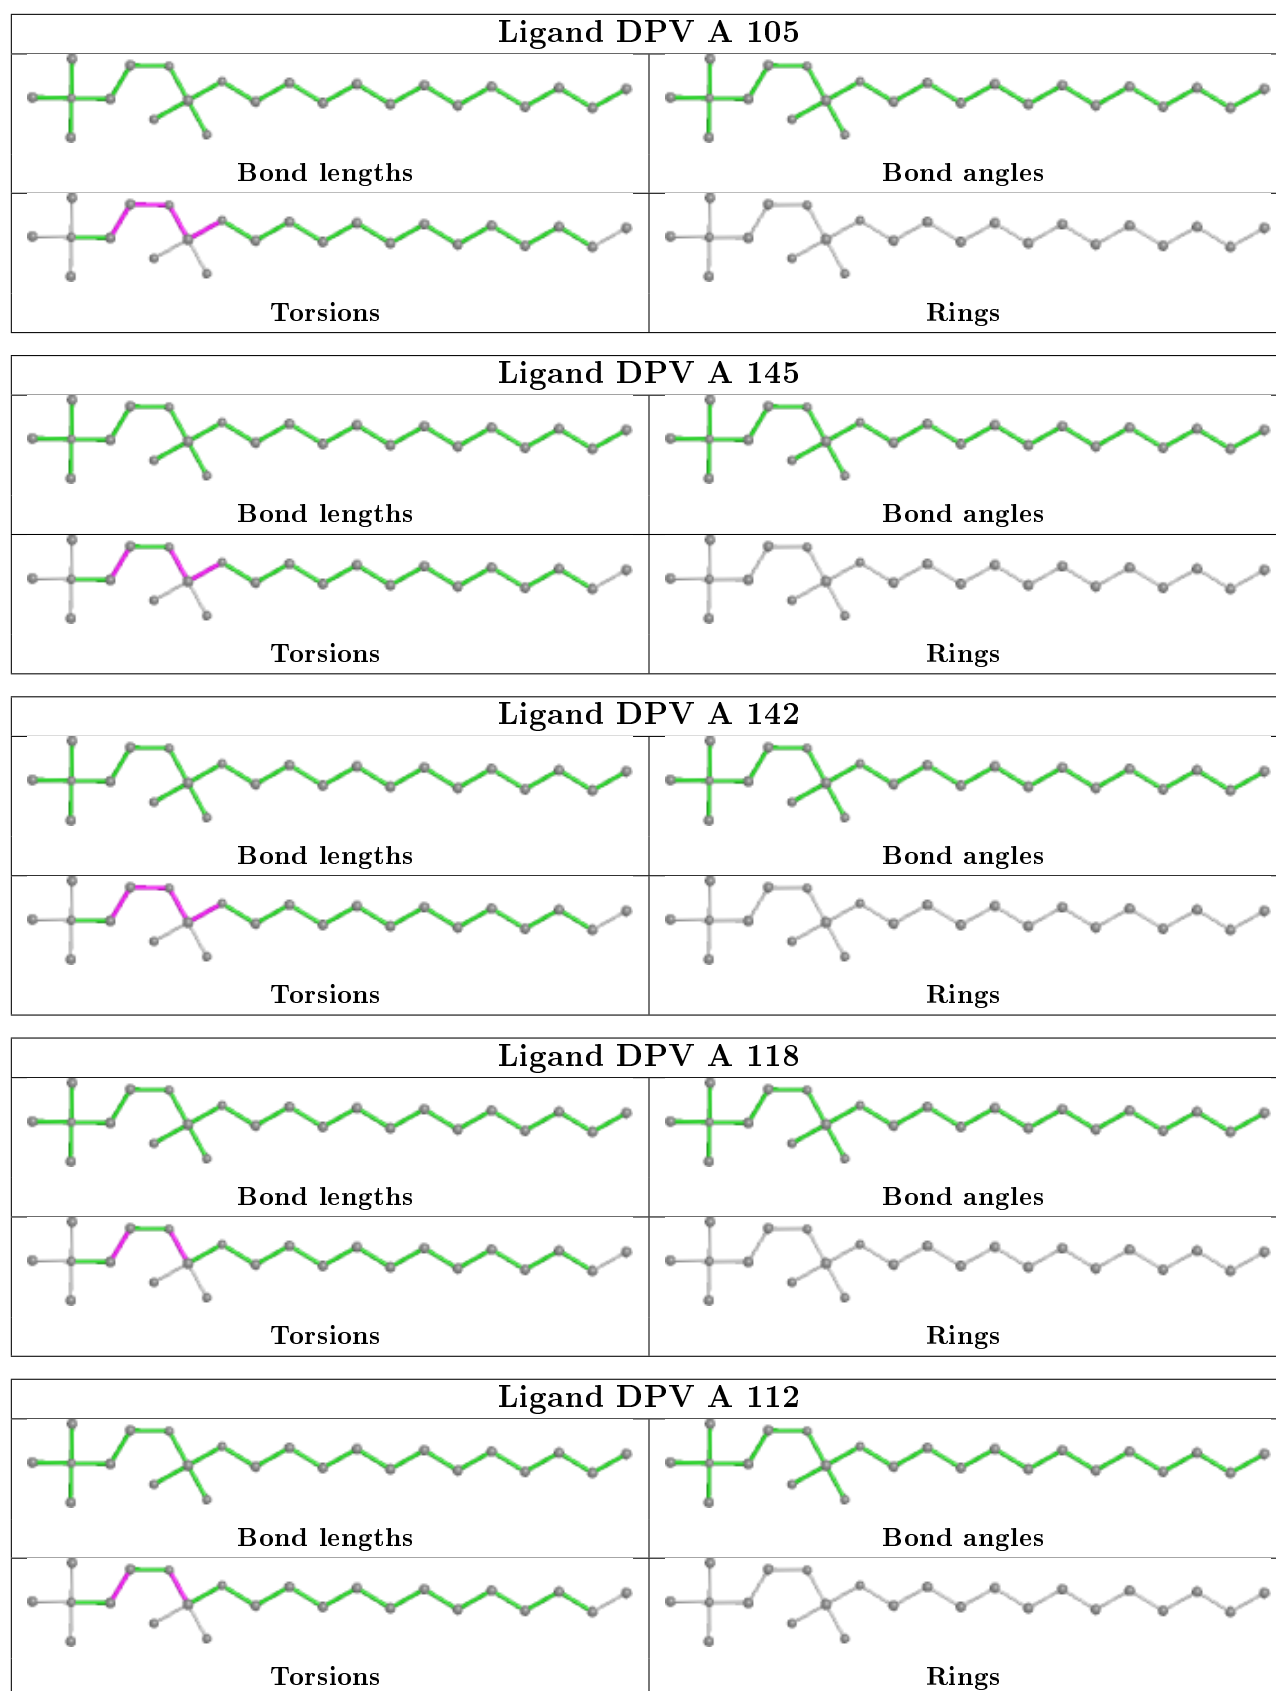 Ligand DPV A 105
Bond lengths
Bond angles
Torsions
Rings
Ligand DPV A 145
Bond lengths
Bond angles
Torsions
Rings
Ligand DPV A 142
Bond lengths
Bond angles
Torsions
Rings
Ligand DPV A 118
Bond lengths
Bond angles
Torsions
Rings
Ligand DPV A 112
Bond lengths
Bond angles
Torsions
Rings